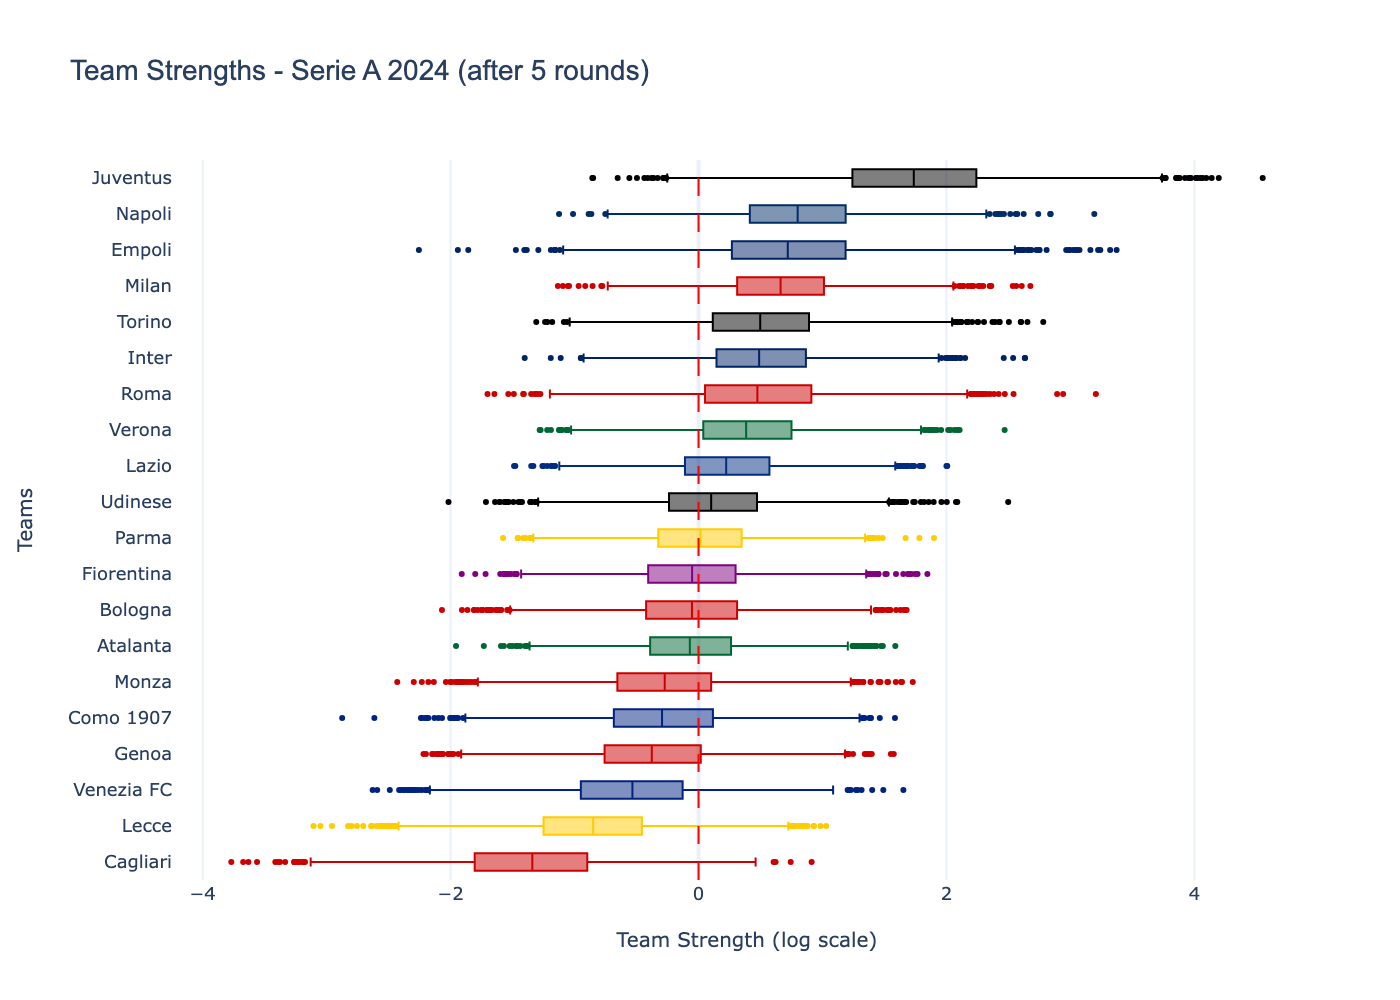 Team Strengths - Serie A 2024 (after 5 rounds)
Teams
Juventus
Napoli
Empoli
Milan
Torino
Inter
Roma
Verona
Lazio
Udinese
Parma
Fiorentina
Bologna
Atalanta
Monza
Como 1907
Genoa
Venezia FC
Lecce
Cagliari
−4 −2 0 2 4
Team Strength (log scale)